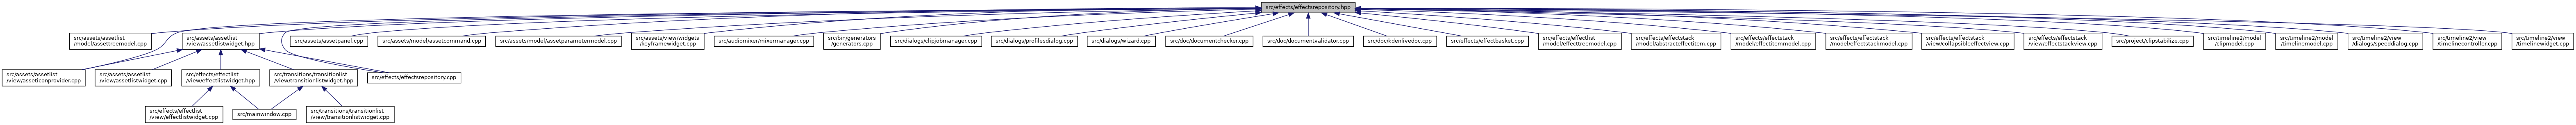 src/effects/effectsrepository.hpp
src/assets/assetlist
/model/assettreemodel.cpp
src/assets/assetlist
/view/assetlistwidget.hpp
src/assets/assetpanel.cpp
src/assets/model/assetcommand.cpp
src/assets/model/assetparametermodel.cpp
src/assets/view/widgets
/keyframewidget.cpp
src/audiomixer/mixermanager.cpp
src/bin/generators
/generators.cpp
src/dialogs/clipjobmanager.cpp
src/dialogs/profilesdialog.cpp
src/dialogs/wizard.cpp
src/doc/documentchecker.cpp
src/doc/documentvalidator.cpp
src/doc/kdenlivedoc.cpp
src/effects/effectbasket.cpp
src/effects/effectlist
/model/effecttreemodel.cpp
src/effects/effectstack
/model/abstracteffectitem.cpp
src/effects/effectstack
/model/effectitemmodel.cpp
src/effects/effectstack
/model/effectstackmodel.cpp
src/effects/effectstack
/view/collapsibleeffectview.cpp
src/effects/effectstack
/view/effectstackview.cpp
src/project/clipstabilize.cpp
src/timeline2/model
/clipmodel.cpp
src/timeline2/model
/timelinemodel.cpp
src/timeline2/view
/dialogs/speeddialog.cpp
src/timeline2/view
/timelinecontroller.cpp
src/timeline2/view
/timelinewidget.cpp
src/assets/assetlist
/view/asseticonprovider.cpp
src/assets/assetlist
/view/assetlistwidget.cpp
src/effects/effectlist
/view/effectlistwidget.hpp
src/transitions/transitionlist
/view/transitionlistwidget.hpp
src/effects/effectsrepository.cpp
src/effects/effectlist
/view/effectlistwidget.cpp
src/mainwindow.cpp
src/transitions/transitionlist
/view/transitionlistwidget.cpp